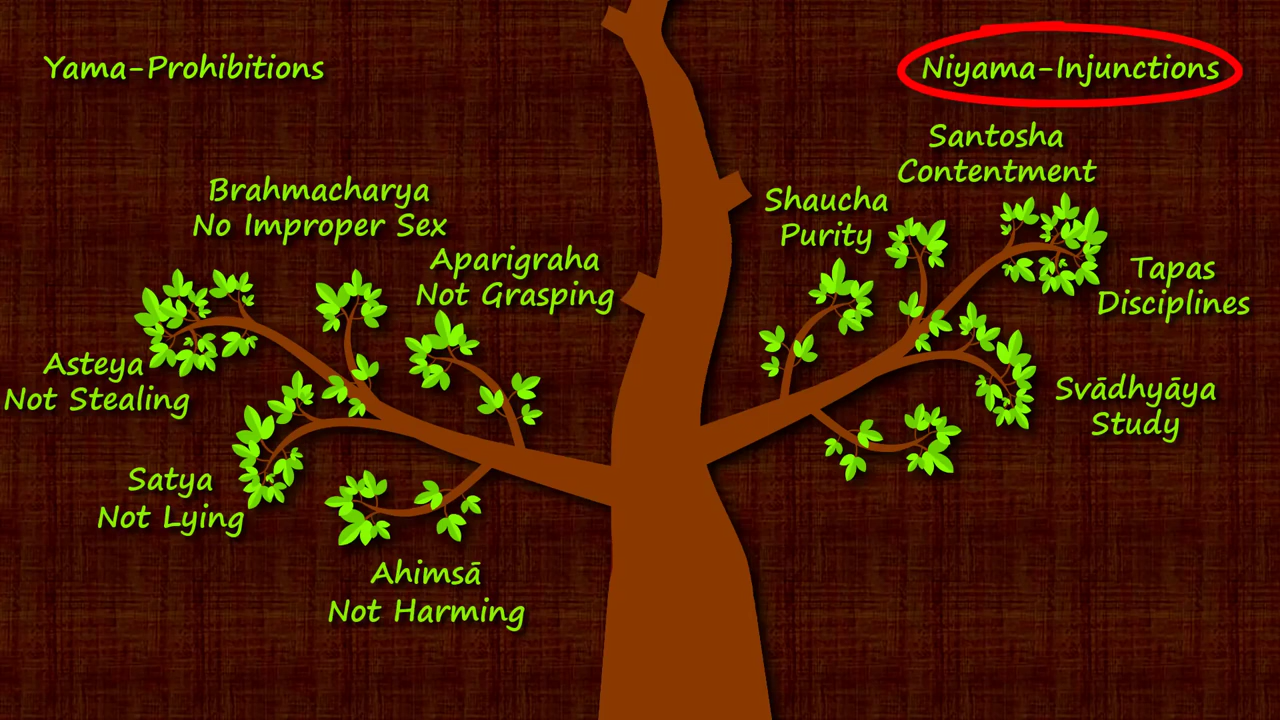 Yama-Prohibitions
Niyama-Injunctions
Brahmacharya
No Improper Sex
Aparigraha
Not Grasping
Asteya
Not Stealing
Satya
Not Lying
Ahimsā
Not Harming
Shaucha
Purity
Santosha
Contentment
Tapas
Disciplines
Svādhyāya
Study